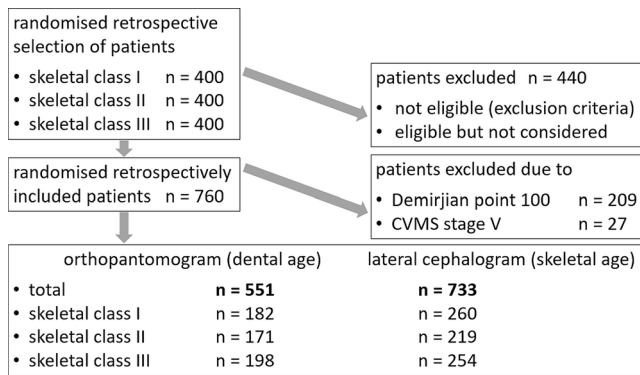 randomised retrospective
selection of patients
• skeletal class I n = 400
• skeletal class II n = 400
• skeletal class III n = 400
patients excluded n = 440
• not eligible (exclusion criteria)
• eligible but not considered
randomised retrospectively
included patients n = 760
patients excluded due to
• Demirjian point 100 n = 209
• CVMS stage V n = 27
orthopantomogram (dental age) lateral cephalogram (skeletal age)
• total n = 551 n = 733
• skeletal class I n = 182 n = 260
• skeletal class II n = 171 n = 219
• skeletal class III n = 198 n = 254